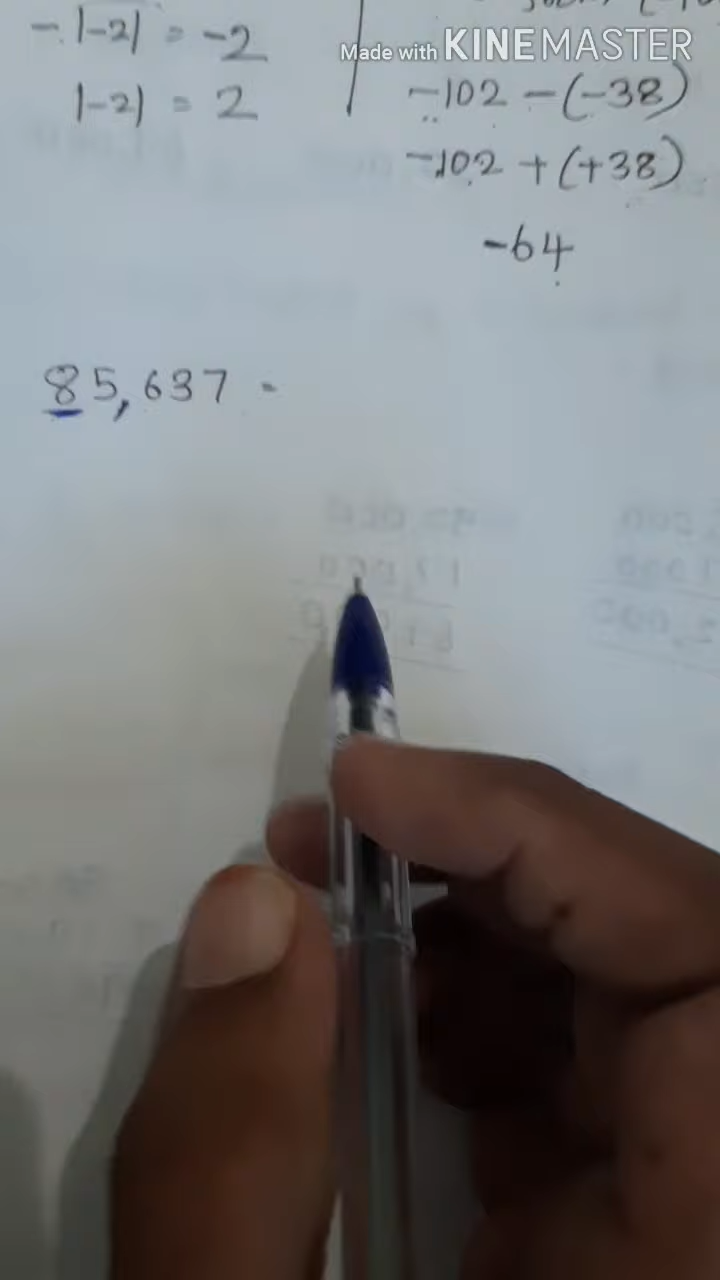 - |-2| = -2
|-2| = 2
Made with KINEMASTER
-102 - (-38)
-102 + (+38)
-64
85,637 -